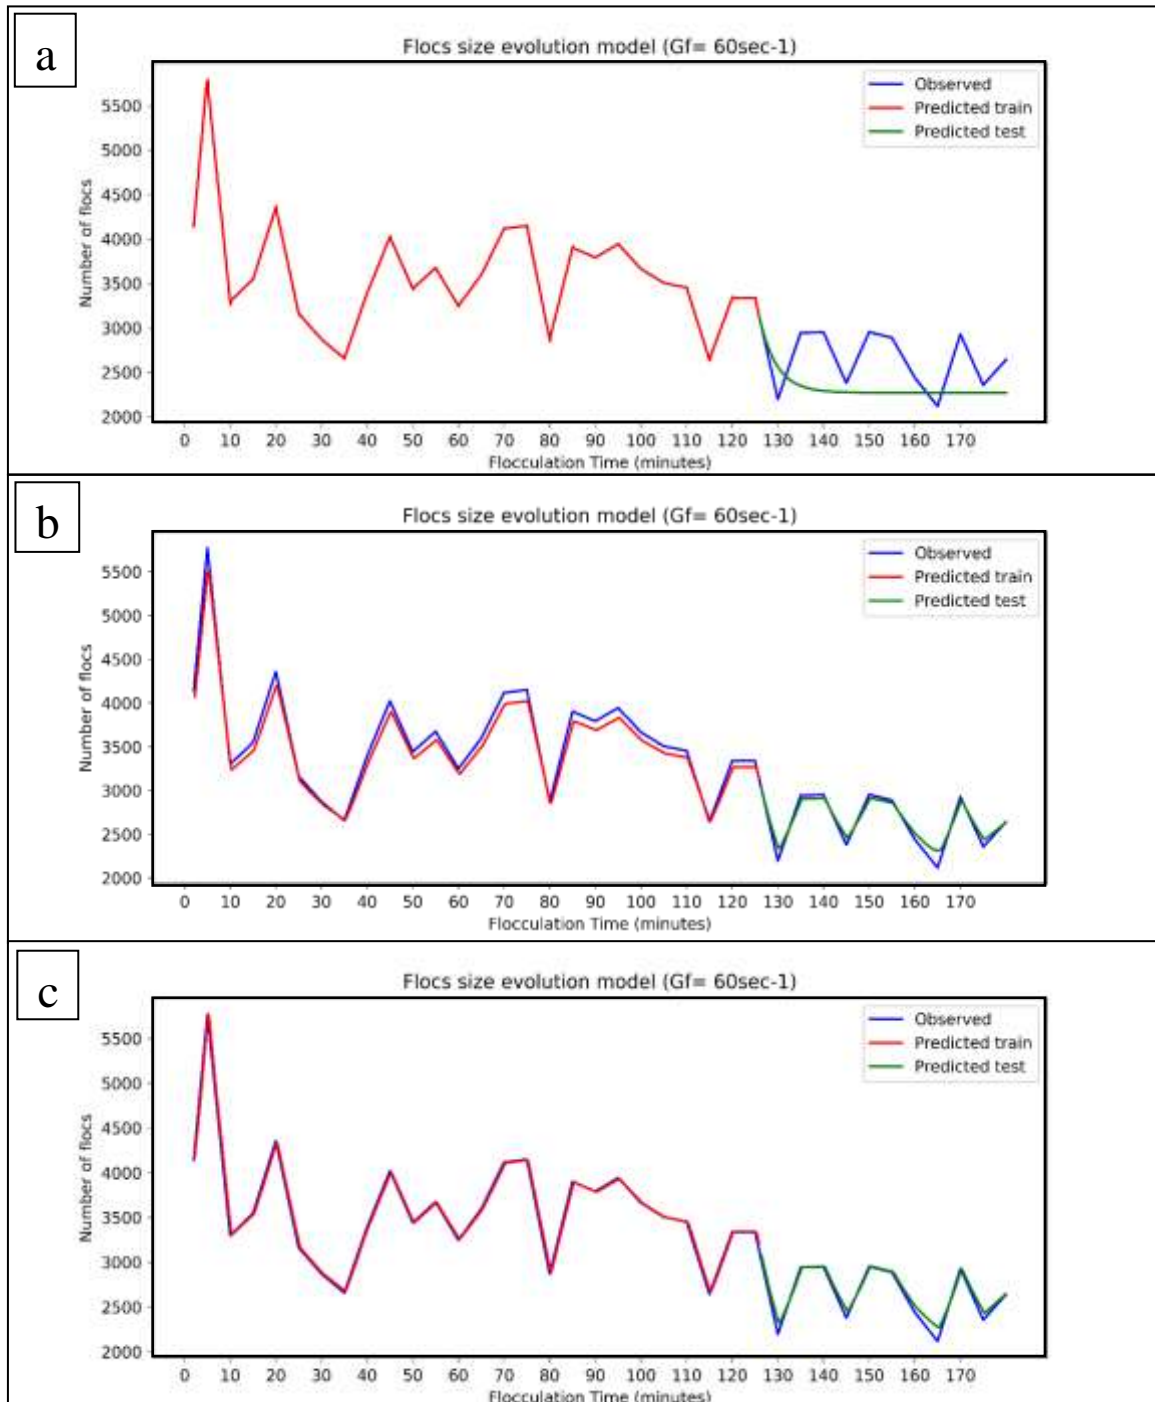 a
Flocs size evolution model (Gf= 60sec-1)
Observed
Predicted train
Predicted test
Number of flocs
5500
5000
4500
4000
3500
3000
2500
2000
0 10 20 30 40 50 60 70 80 90 100 110 120 130 140 150 160 170
Flocculation Time (minutes)
b
Flocs size evolution model (Gf= 60sec-1)
Observed
Predicted train
Predicted test
Number of flocs
5500
5000
4500
4000
3500
3000
2500
2000
0 10 20 30 40 50 60 70 80 90 100 110 120 130 140 150 160 170
Flocculation Time (minutes)
c
Flocs size evolution model (Gf= 60sec-1)
Observed
Predicted train
Predicted test
Number of flocs
5500
5000
4500
4000
3500
3000
2500
2000
0 10 20 30 40 50 60 70 80 90 100 110 120 130 140 150 160 170
Flocculation Time (minutes)